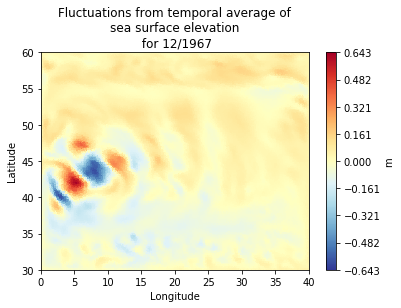 Fluctuations from temporal average of
sea surface elevation
for 12/1967
60
55
50
45
40
35
30
Latitude
0 5 10 15 20 25 30 35 40
Longitude
0.643
0.482
0.321
0.161
0.000
−0.161
−0.321
−0.482
−0.643
m